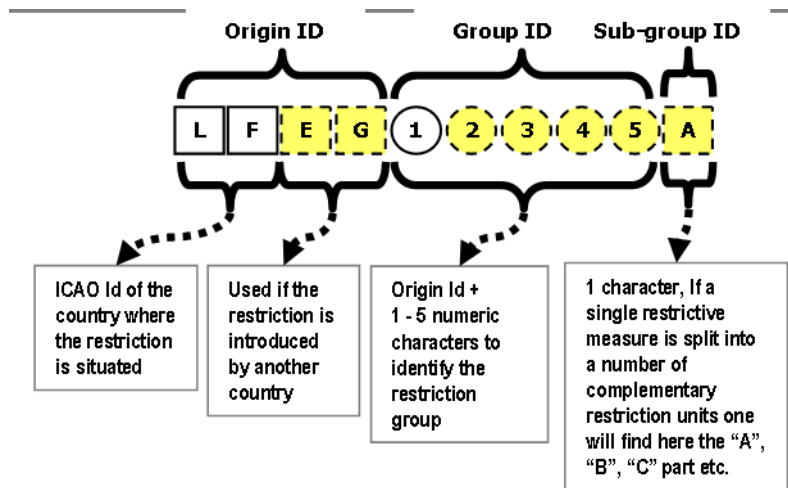 Origin ID Group ID Sub-group ID
L F E G 1 2 3 4 5 A
ICAO Id of the
country where
the restriction
is situated
Used if the
restriction is
introduced
by another
country
Origin Id +
1 - 5 numeric
characters to
identify the
restriction
group
1 character, If a
single restrictive
measure is split into
a number of
complementary
restriction units one
will find here the “A”,
“B”, “C” part etc.